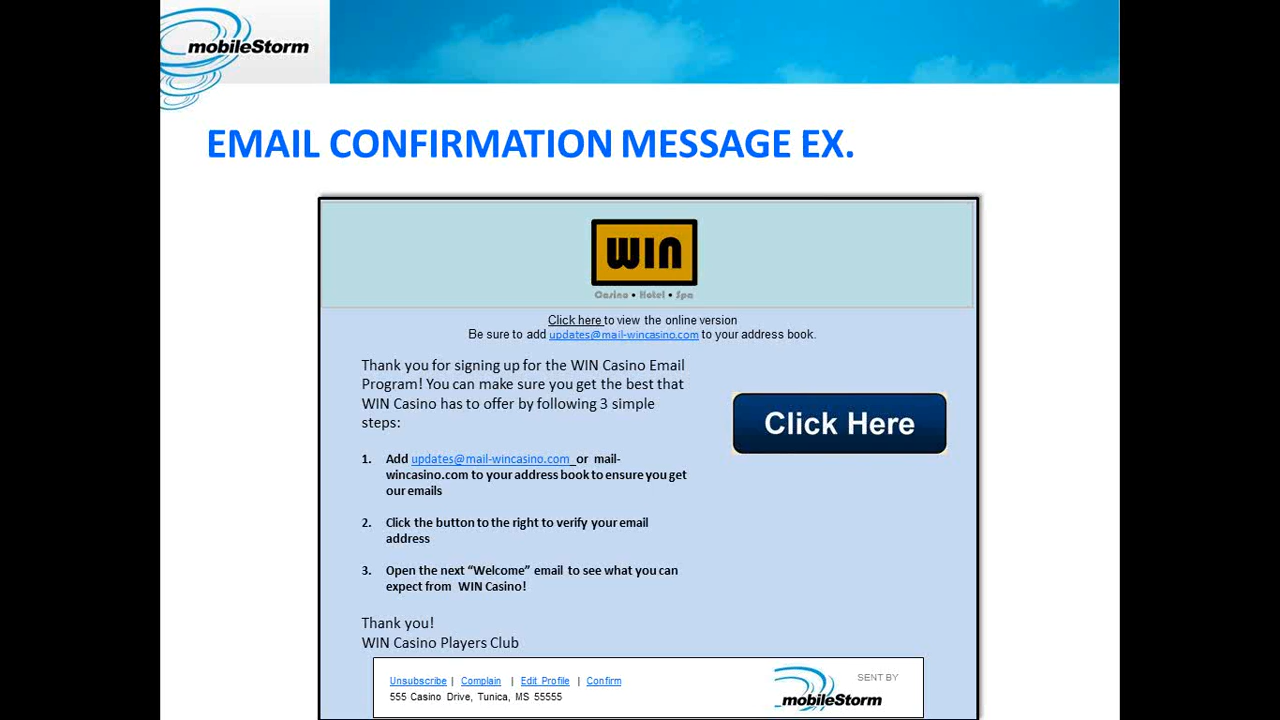 mobileStorm
EMAIL CONFIRMATION MESSAGE EX.
WIN
Casino • Hotel • Spa
Click here to view the online version
Be sure to add updates@mail-wincasino.com to your address book.
Thank you for signing up for the WIN Casino Email
Program! You can make sure you get the best that
WIN Casino has to offer by following 3 simple
steps:
Click Here
1. Add updates@mail-wincasino.com or mail-
wincasino.com to your address book to ensure you get
our emails
2. Click the button to the right to verify your email
address
3. Open the next “Welcome” email to see what you can
expect from WIN Casino!
Thank you!
WIN Casino Players Club
Unsubscribe | Complain | Edit Profile | Confirm
555 Casino Drive, Tunica, MS 55555
SENT BY
mobileStorm